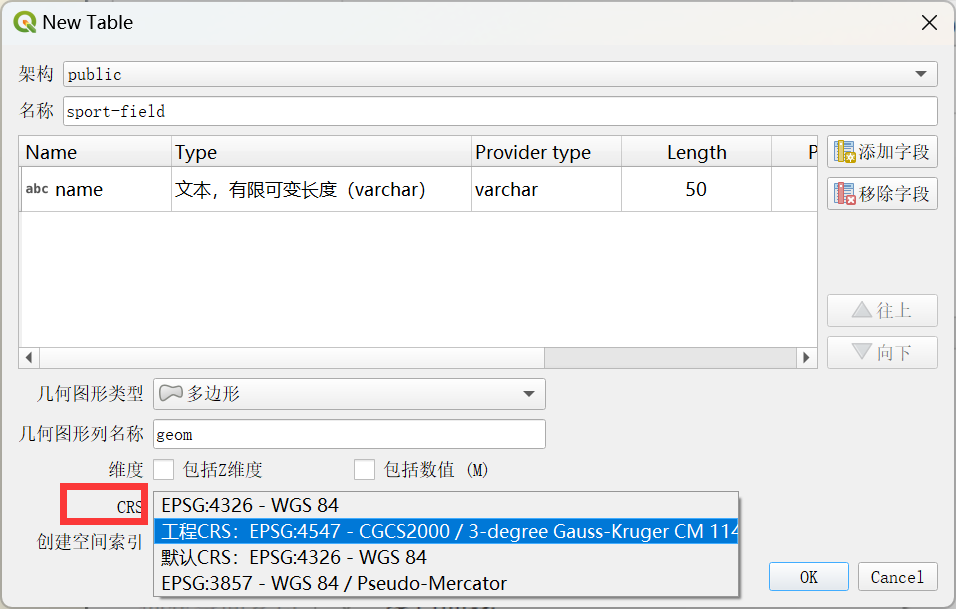 New Table
架构 public
名称 sport-field
Name Type Provider type Length P
添加字段
abc name 文本，有限可变长度（varchar） varchar 50
移除字段
往上
向下
几何图形类型 多边形
几何图形列名称 geom
维度 包括Z维度 包括数值 (M)
CRS EPSG:4326 - WGS 84
工程CRS：EPSG:4547 - CGCS2000 / 3-degree Gauss-Kruger CM 114
创建空间索引
默认CRS：EPSG:4326 - WGS 84
EPSG:3857 - WGS 84 / Pseudo-Mercator
OK Cancel